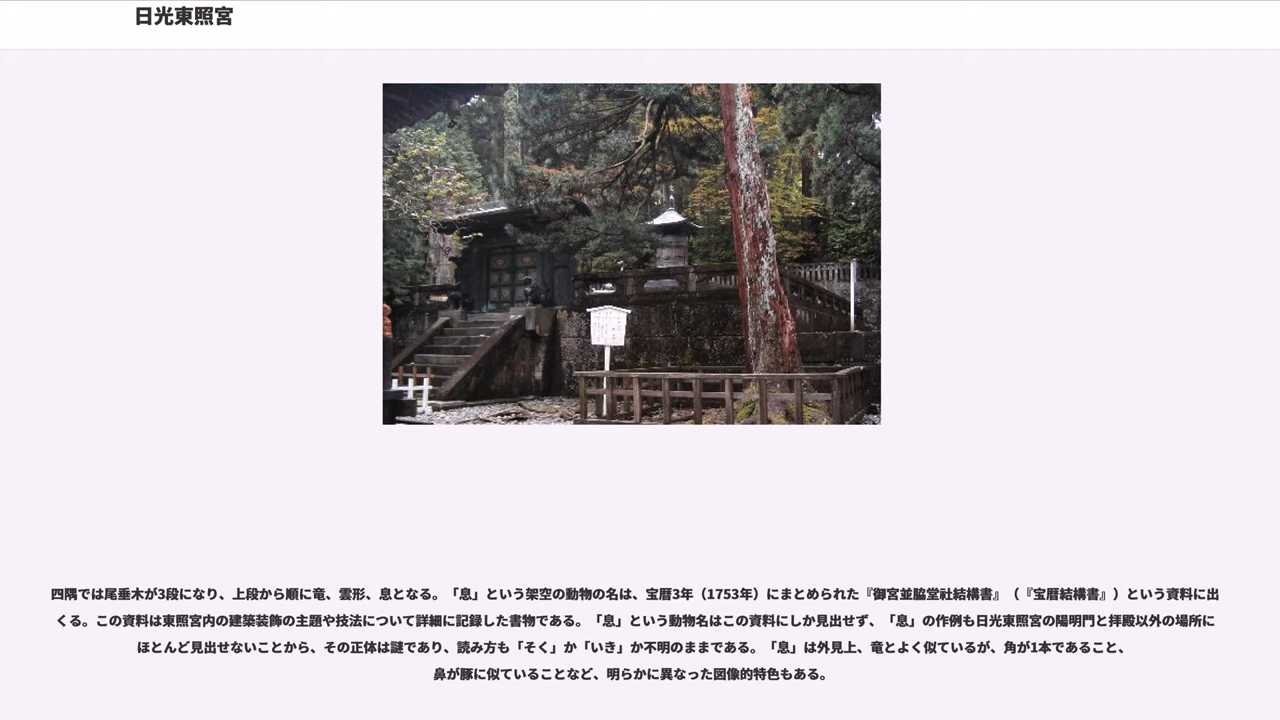 日光東照宮
四隅では尾垂木が3段になり、上段から順に竜、雲形、息となる。「息」という架空の動物の名は、宝暦3年（1753年）にまとめられた『御宮並脇堂社結構書』（『宝暦結構書』）という資料に出
くる。この資料は東照宮内の建築装飾の主題や技法について詳細に記録した書物である。「息」という動物名はこの資料にしか見出せず、「息」の作例も日光東照宮の陽明門と拝殿以外の場所に
ほとんど見出せないことから、その正体は謎であり、読み方も「そく」か「いき」か不明のままである。「息」は外見上、竜とよく似ているが、角が1本であること、
鼻が豚に似ていることなど、明らかに異なった図像的特色もある。